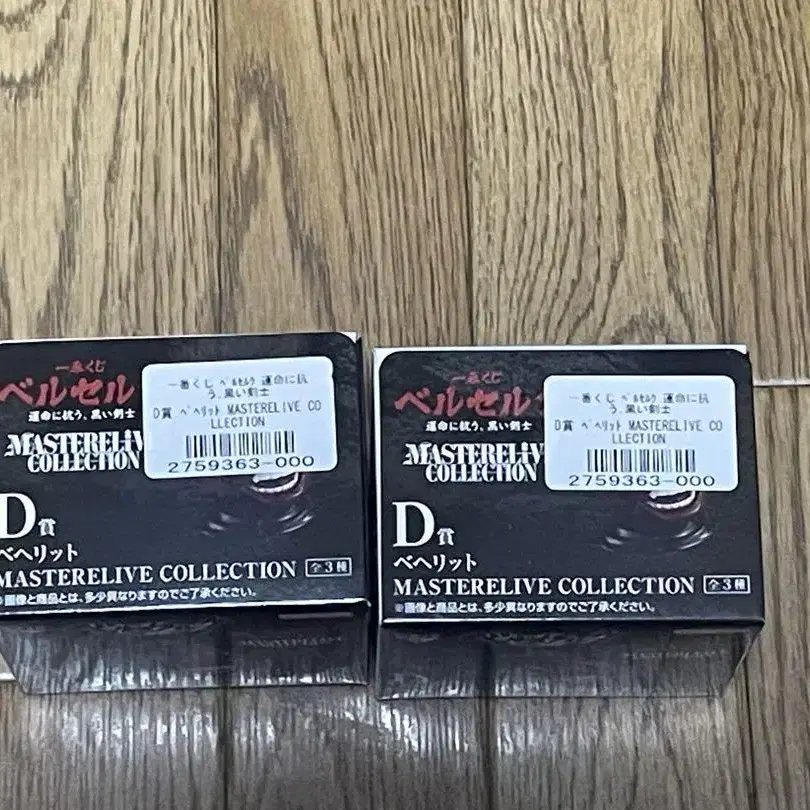 一番くじ
ベルセル
運命に抗う、黒い剣士
MASTERELIV
COLLECTION
一番くじ ﾍﾞﾙｾﾙｸ 運命に抗
う、黒い剣士
D賞 ﾍﾞﾍﾘｯﾄ MASTERELIVE CO
LLECTION
2759363-000
D賞
ベヘリット
MASTERELIVE COLLECTION 全3種
※画像と商品とは、多少異なりますのでご了承ください。
一番くじ
ベルセル
運命に抗う、黒い剣士
MASTERELIV
COLLECTION
一番くじ ﾍﾞﾙｾﾙｸ 運命に抗
う、黒い剣士
D賞 ﾍﾞﾍﾘｯﾄ MASTERELIVE CO
LLECTION
2759363-000
D賞
ベヘリット
MASTERELIVE COLLECTION 全3種
※画像と商品とは、多少異なりますのでご了承ください。